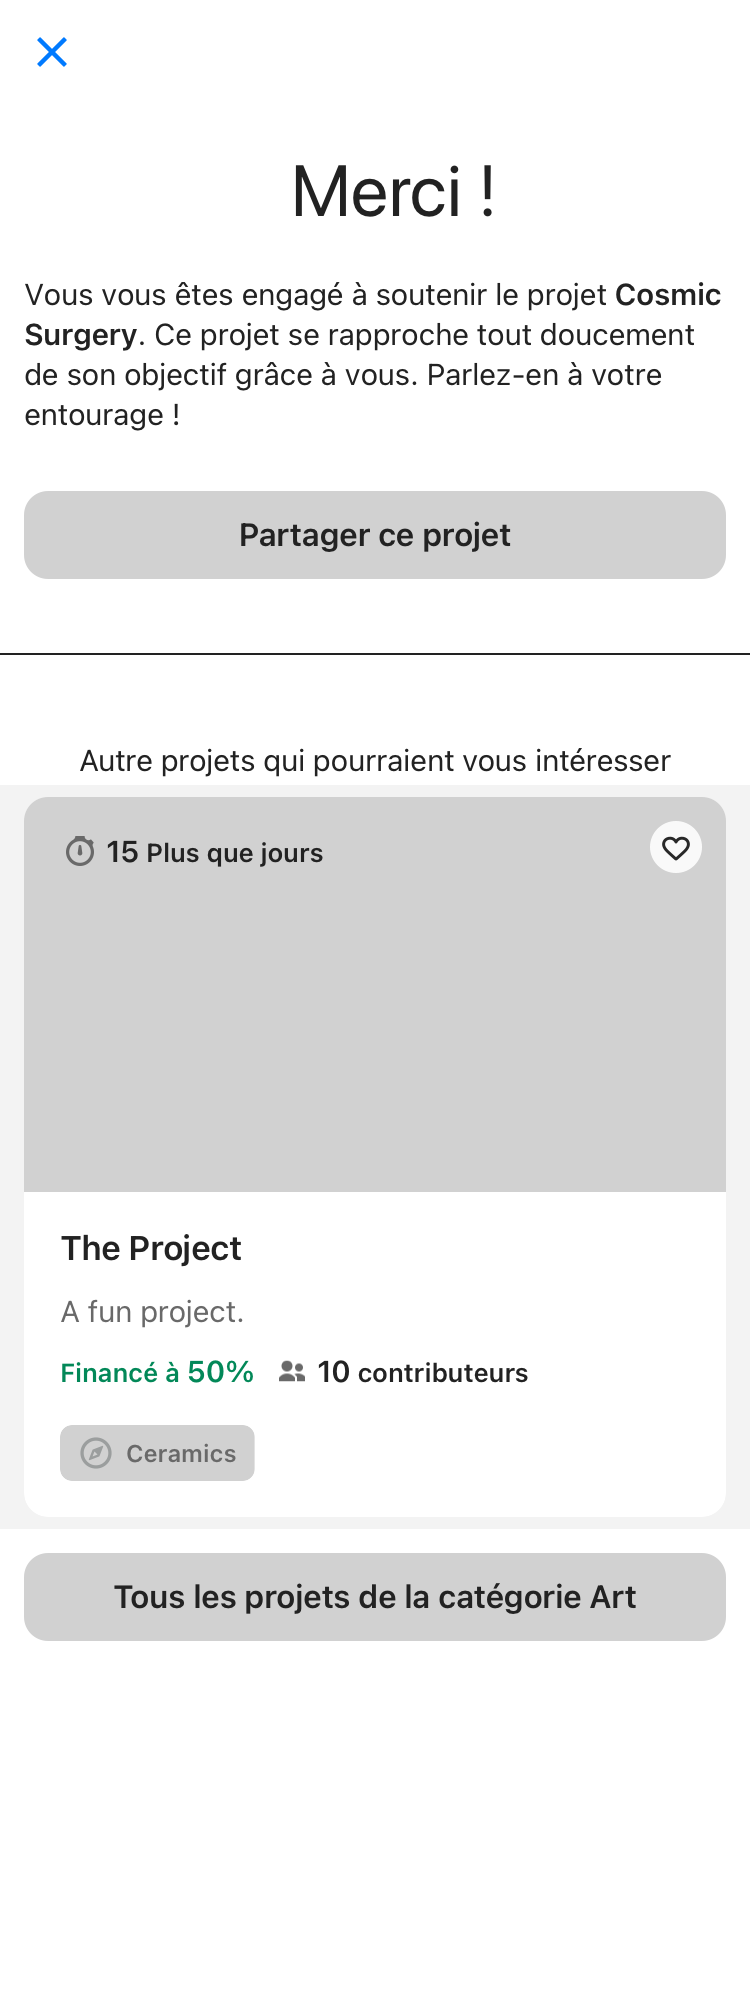 Merci !
Vous vous êtes engagé à soutenir le projet Cosmic
Surgery. Ce projet se rapproche tout doucement
de son objectif grâce à vous. Parlez-en à votre
entourage !
Partager ce projet
Autre projets qui pourraient vous intéresser
15 Plus que jours
The Project
A fun project.
Financé à 50% 10 contributeurs
Ceramics
Tous les projets de la catégorie Art